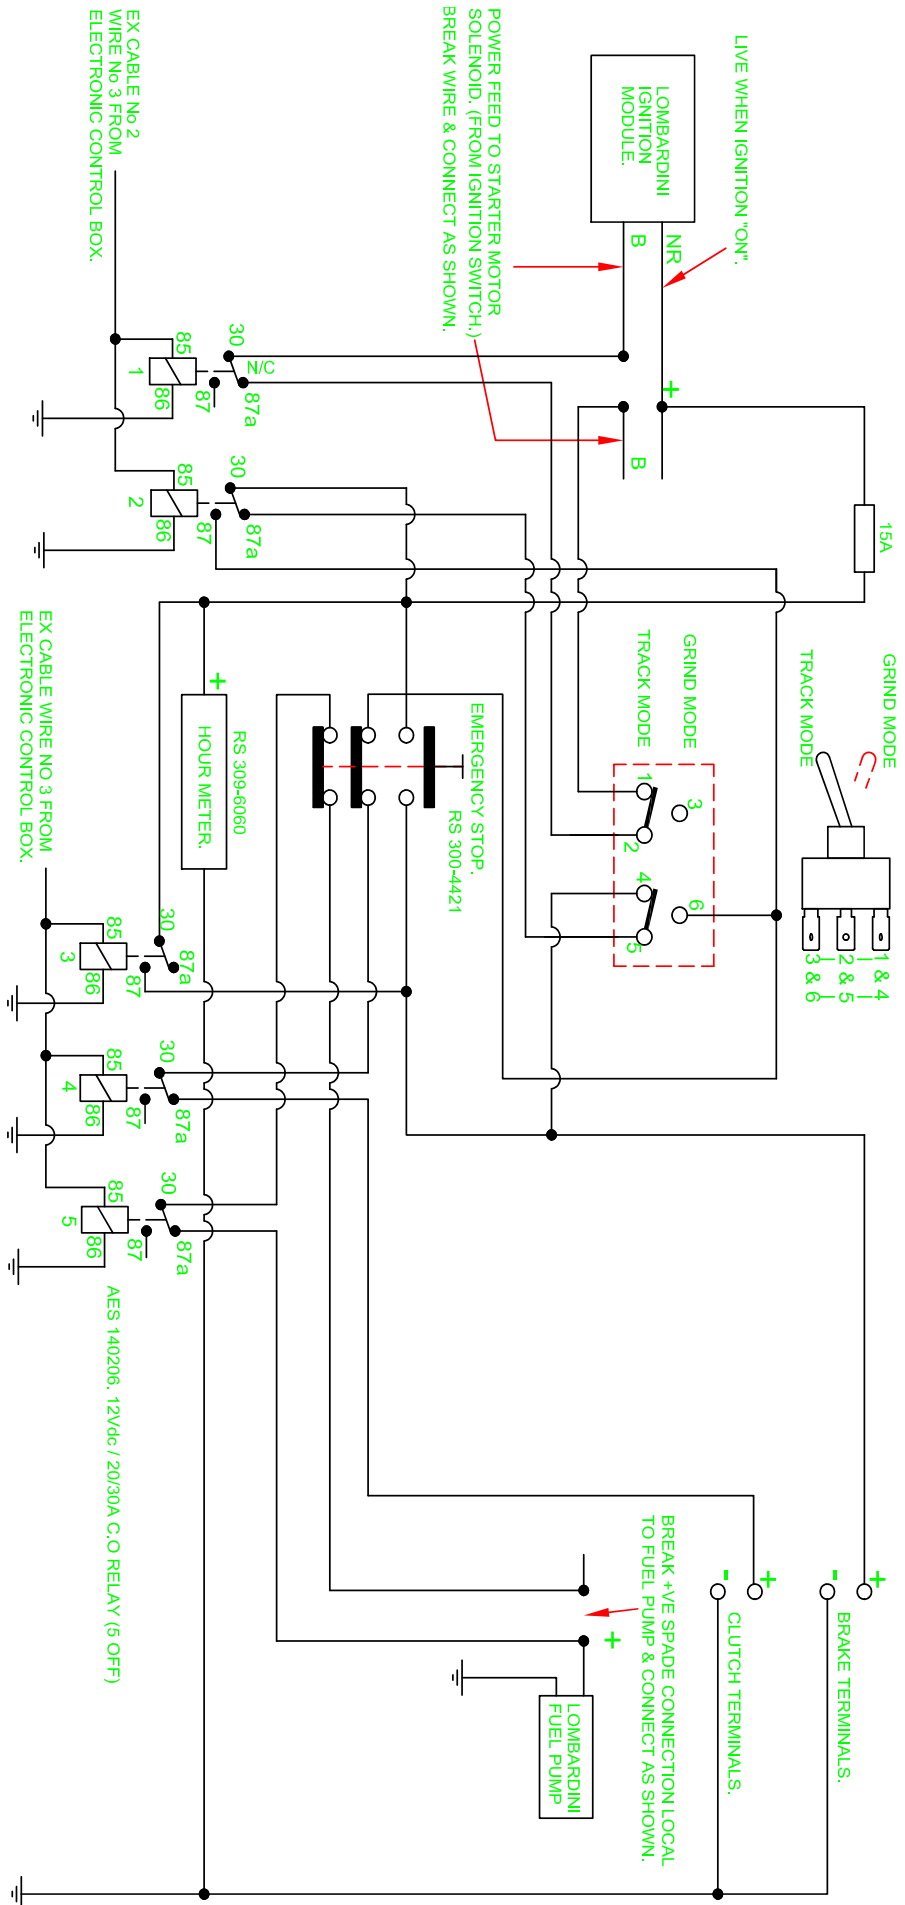 LIVE WHEN IGNITION "ON".
LOMBARDINI
IGNITION
MODULE.
NR
B
+
B
POWER FEED TO STARTER MOTOR
SOLENOID. (FROM IGNITION SWITCH.)
BREAK WIRE & CONNECT AS SHOWN.
EX CABLE No 2
WIRE No 3 FROM
ELECTRONIC CONTROL BOX.
30
N/C
87a
87
85
86
1
30
87a
87
85
86
2
15A
GRIND MODE
TRACK MODE
1 & 4
2 & 5
3 & 6
GRIND MODE
TRACK MODE
1
2
3
4
5
6
EMERGENCY STOP.
RS 300-4421
+
RS 309-6060
HOUR METER.
EX CABLE WIRE NO 3 FROM
ELECTRONIC CONTROL BOX.
30
87a
87
85
86
3
30
87a
87
85
86
4
30
87a
87
85
86
5
AES 140206. 12Vdc / 20/30A C.O RELAY (5 OFF)
+
-
BRAKE TERMINALS.
+
-
CLUTCH TERMINALS.
BREAK +VE SPADE CONNECTION LOCAL
TO FUEL PUMP & CONNECT AS SHOWN.
+
LOMBARDINI
FUEL PUMP